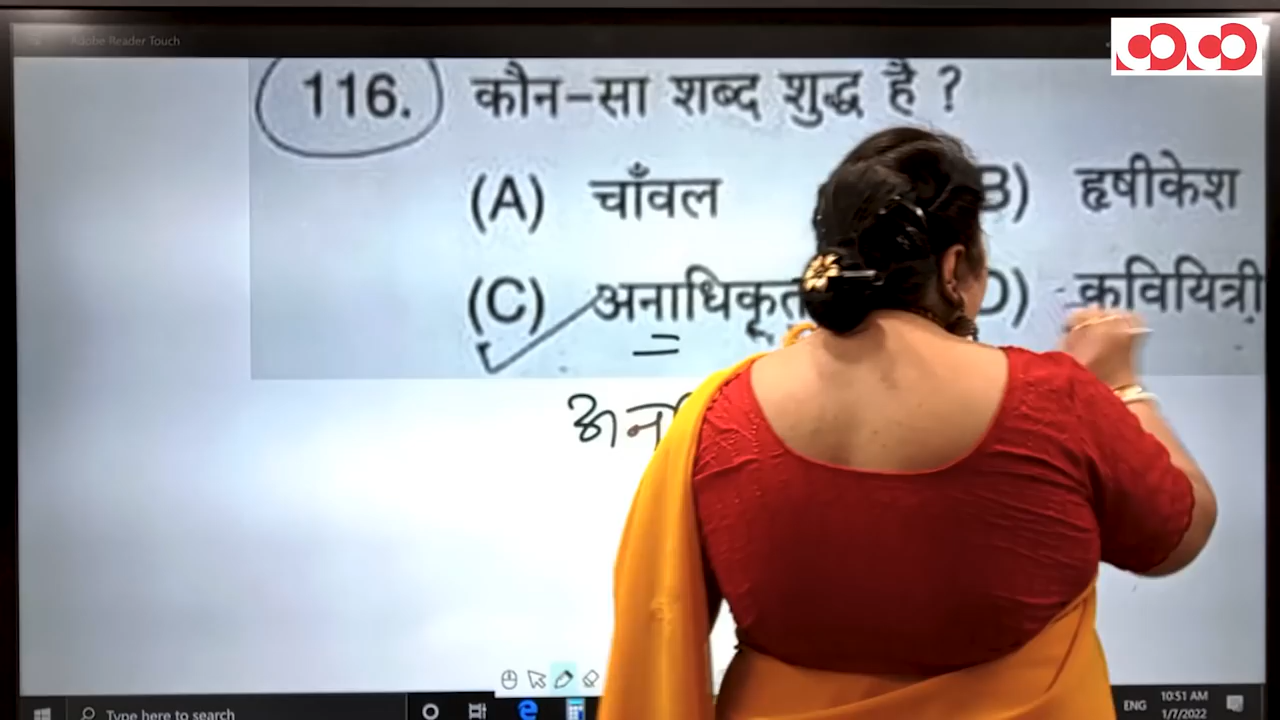 Adobe Reader Touch
116. कौन-सा शब्द शुद्ध है ?
(A) चाँवल B) हृषीकेश
(C) अनाधिकृत D) कवियित्री
अन
Type here to search ENG 10:51 AM
1/7/2022